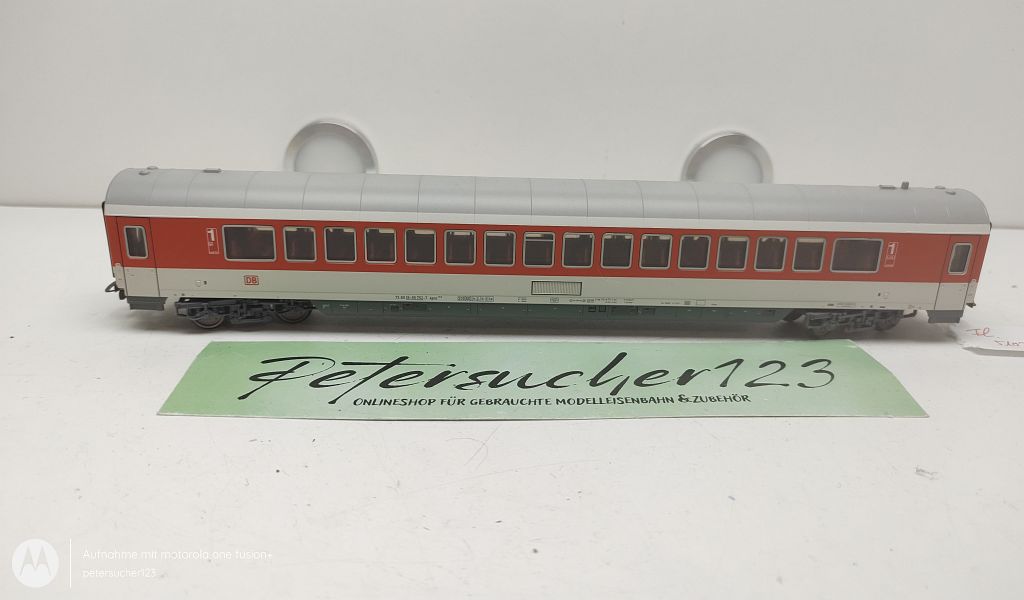 1
1
DB
Petersucher123
ONLINESHOP FÜR GEBRAUCHTE MODELLEISENBAHN & ZUBEHÖR
Aufnahme mit motorola one fusion+
petersucher123